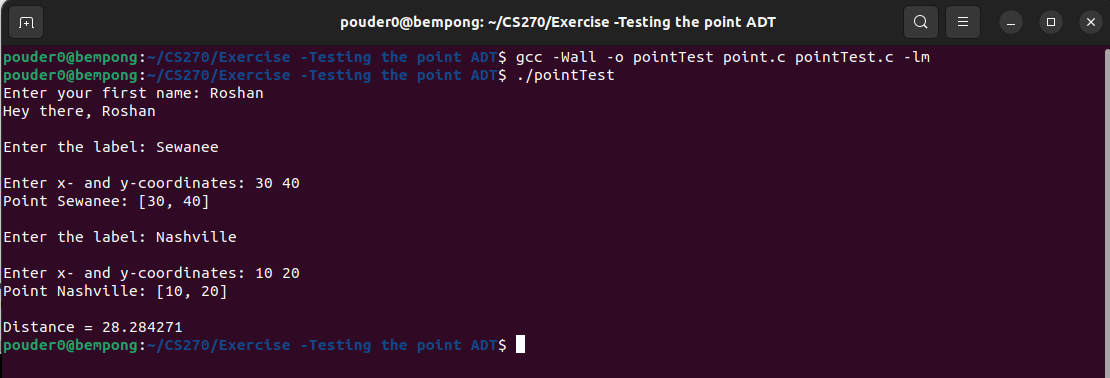 pouder0@bempong: ~/CS270/Exercise -Testing the point ADT
pouder0@bempong:~/CS270/Exercise -Testing the point ADT$ gcc -Wall -o pointTest point.c pointTest.c -lm
pouder0@bempong:~/CS270/Exercise -Testing the point ADT$ ./pointTest
Enter your first name: Roshan
Hey there, Roshan
Enter the label: Sewanee
Enter x- and y-coordinates: 30 40
Point Sewanee: [30, 40]
Enter the label: Nashville
Enter x- and y-coordinates: 10 20
Point Nashville: [10, 20]
Distance = 28.284271
pouder0@bempong:~/CS270/Exercise -Testing the point ADT$